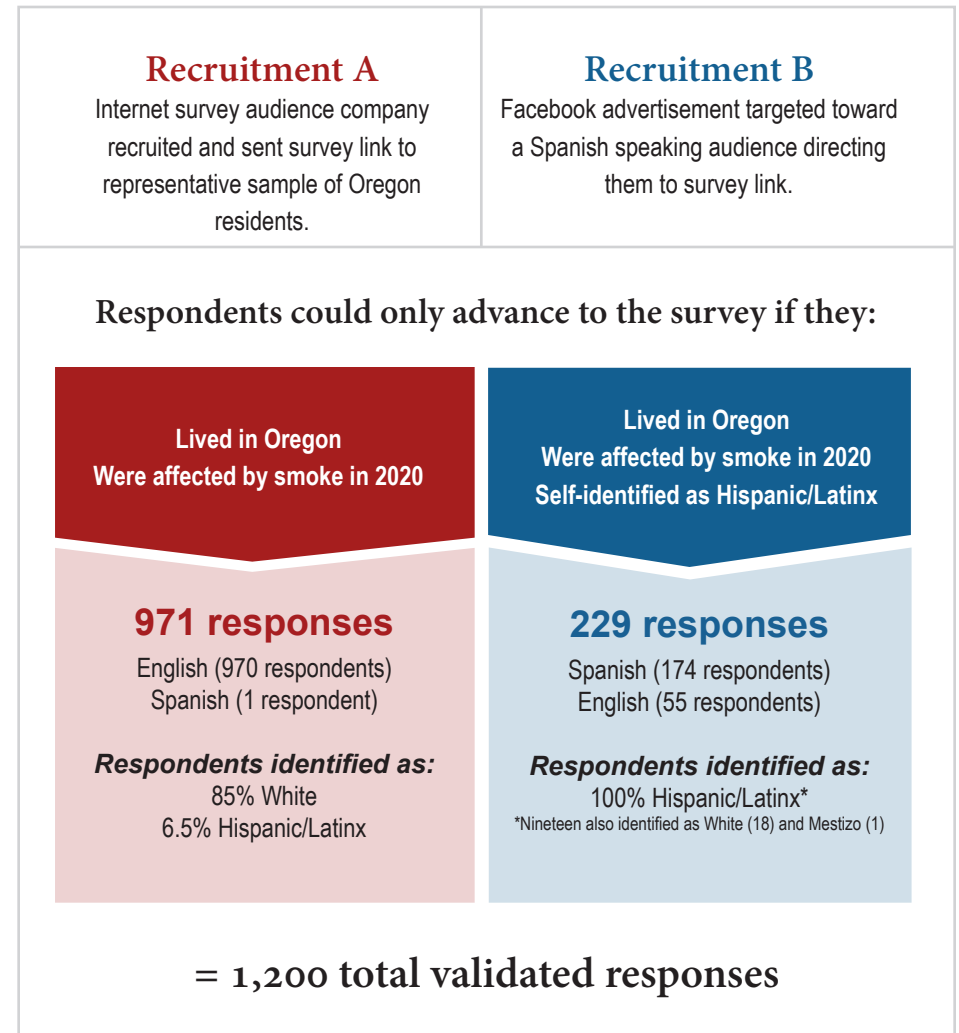 Recruitment A
Internet survey audience company
recruited and sent survey link to
representative sample of Oregon
residents.
Recruitment B
Facebook advertisement targeted toward
a Spanish speaking audience directing
them to survey link.
Respondents could only advance to the survey if they:
Lived in Oregon
Were affected by smoke in 2020
971 responses
English (970 respondents)
Spanish (1 respondent)
Respondents identified as:
85% White
6.5% Hispanic/Latinx
Lived in Oregon
Were affected by smoke in 2020
Self-identified as Hispanic/Latinx
229 responses
Spanish (174 respondents)
English (55 respondents)
Respondents identified as:
100% Hispanic/Latinx*
*Nineteen also identified as White (18) and Mestizo (1)
= 1,200 total validated responses